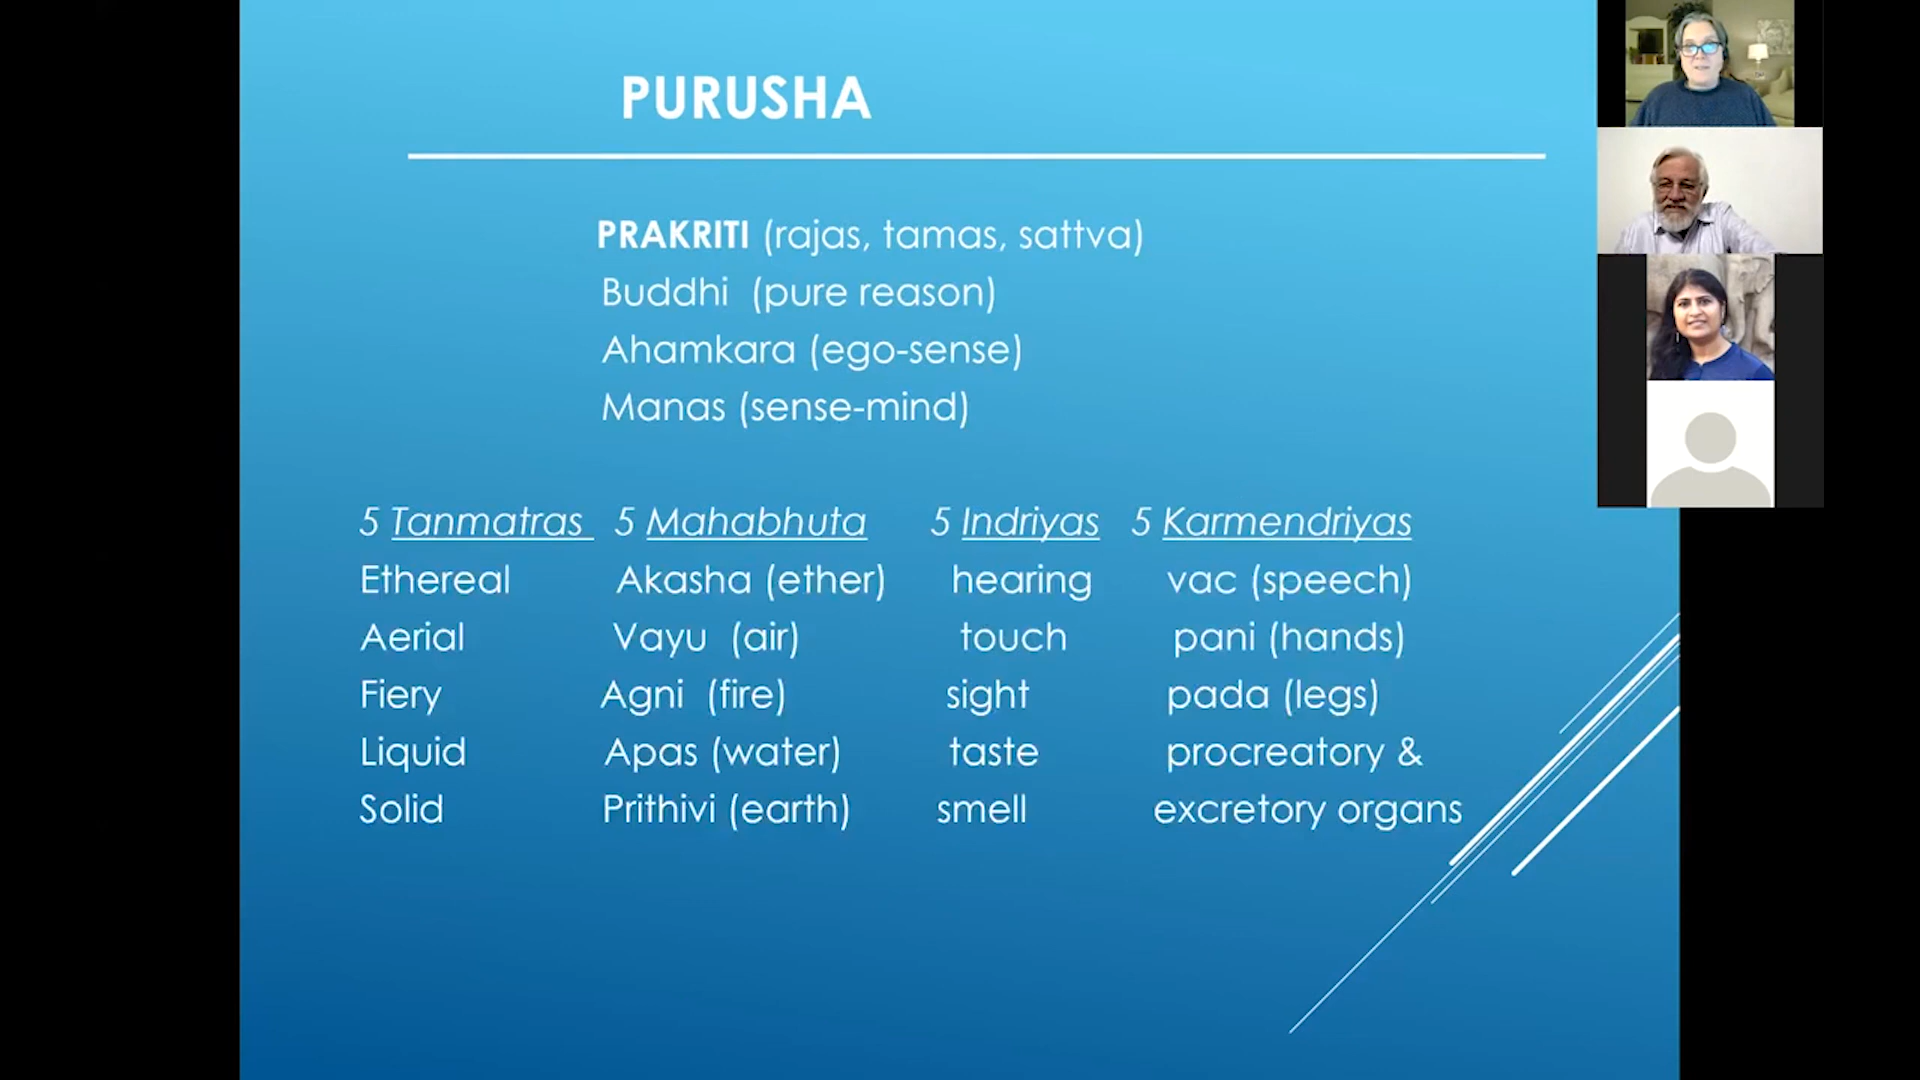 PURUSHA
PRAKRITI (rajas, tamas, sattva)
Buddhi (pure reason)
Ahamkara (ego-sense)
Manas (sense-mind)
5 Tanmatras 5 Mahabhuta 5 Indriyas 5 Karmendriyas
Ethereal Akasha (ether) hearing vac (speech)
Aerial Vayu (air) touch pani (hands)
Fiery Agni (fire) sight pada (legs)
Liquid Apas (water) taste procreatory &
Solid Prithivi (earth) smell excretory organs